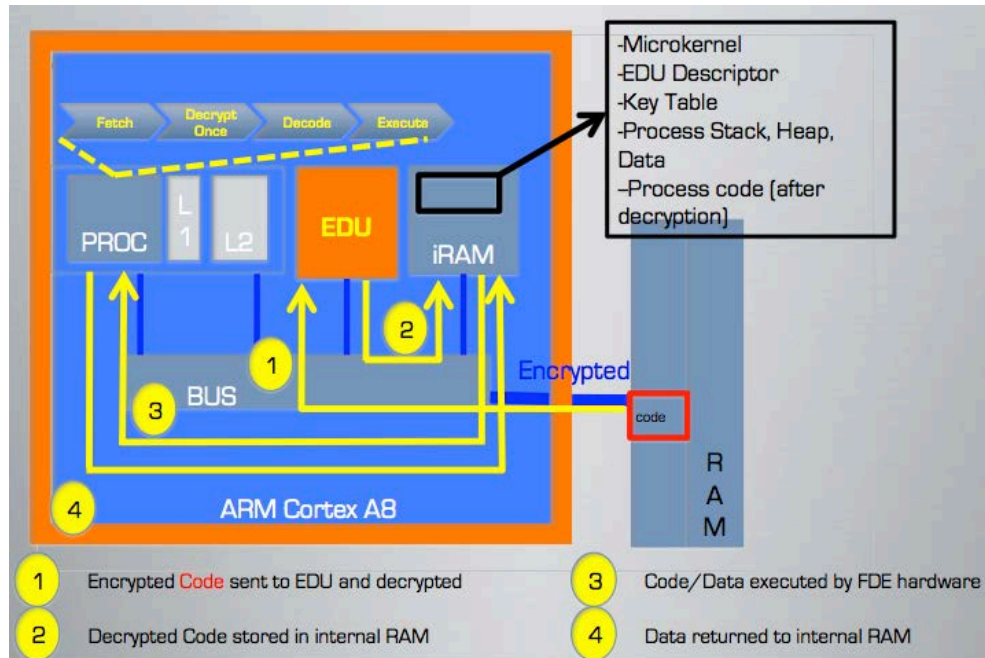 -Microkernel
-EDU Descriptor
-Key Table
-Process Stack, Heap,
Data
–Process code (after
decryption)
Fetch
Decrypt
Once
Decode
Execute
PROC
L
1
L2
EDU
iRAM
1
2
BUS
3
Encrypted
code
R
A
M
4
ARM Cortex A8
1 Encrypted Code sent to EDU and decrypted
3 Code/Data executed by FDE hardware
2 Decrypted Code stored in internal RAM
4 Data returned to internal RAM